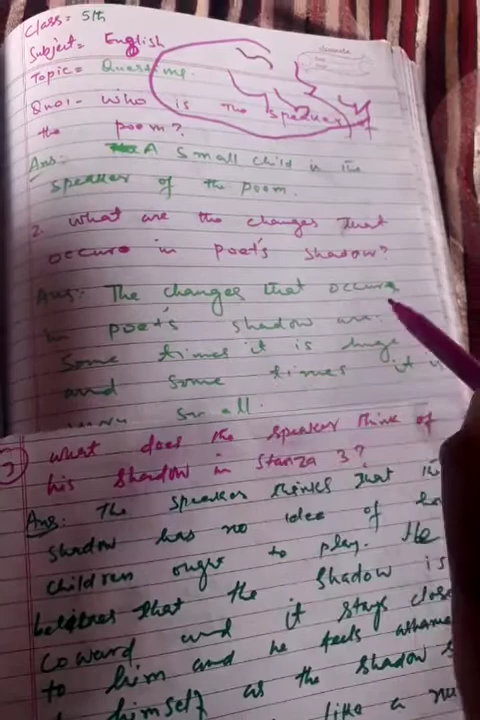 Class = 5th
Subject = English
Topic = Questions.
Qno1- Who is the speaker
the poem?
Ans: A small child is the
speaker of the poem.
2. What are the changes that
occurs in poet's shadow?
Ans: The changes that occurs
in poet's shadow are.
Some times it is huge
and some times it is
small.
3) What does the speaker think of
his shadow in stanza 3?
Ans: The speaker thinks that the
shadow has no idea of
children ought to play. He
believes that the shadow is
coward and it stays close
to him and he feels
himself as the shadow
like a